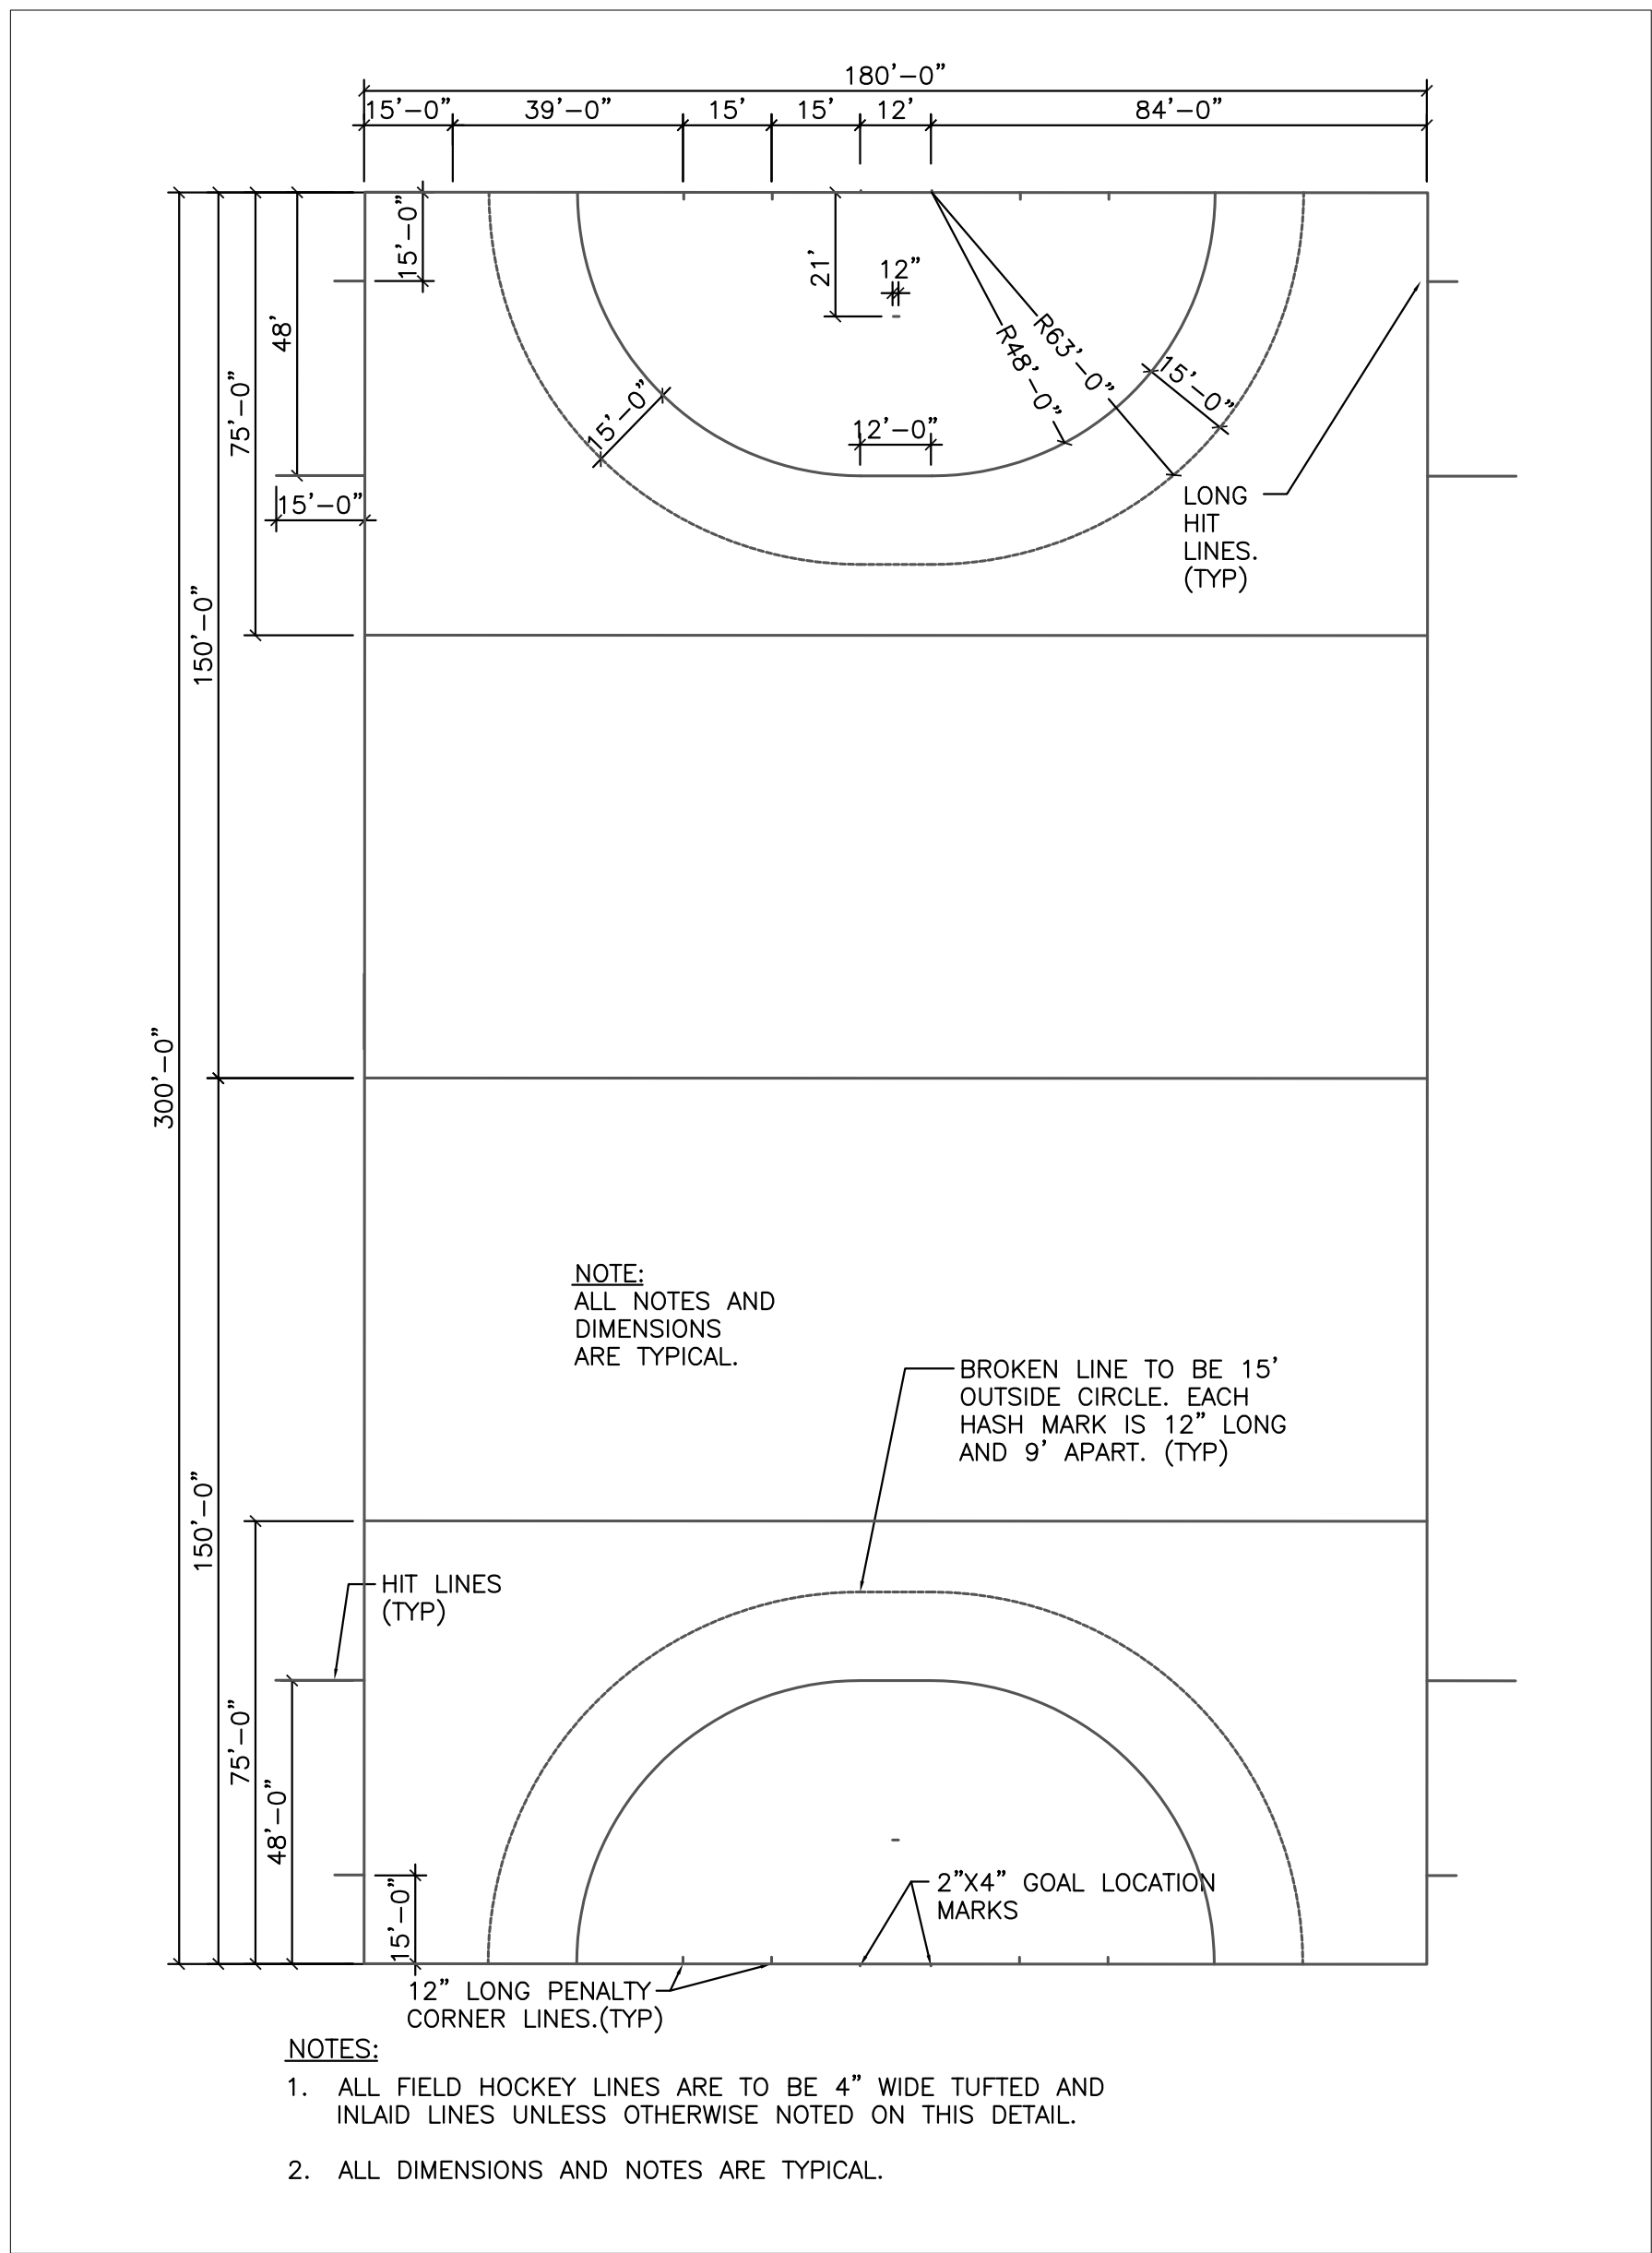 180'-0"
15'-0"
39'-0"
15'
15'
12'
84'-0"
15'-0"
21'
12"
48'
75'-0"
R63'-0"
R48'-0"
15'-0"
15'-0"
12'-0"
15'-0"
LONG
HIT
LINES.
(TYP)
150'-0"
300'-0"
NOTE:
ALL NOTES AND
DIMENSIONS
ARE TYPICAL.
BROKEN LINE TO BE 15'
OUTSIDE CIRCLE. EACH
HASH MARK IS 12" LONG
AND 9' APART. (TYP)
150'-0"
HIT LINES
(TYP)
75'-0"
48'-0"
15'-0"
2"X4" GOAL LOCATION
MARKS
12" LONG PENALTY
CORNER LINES.(TYP)
NOTES:
1. ALL FIELD HOCKEY LINES ARE TO BE 4" WIDE TUFTED AND
INLAID LINES UNLESS OTHERWISE NOTED ON THIS DETAIL.
2. ALL DIMENSIONS AND NOTES ARE TYPICAL.